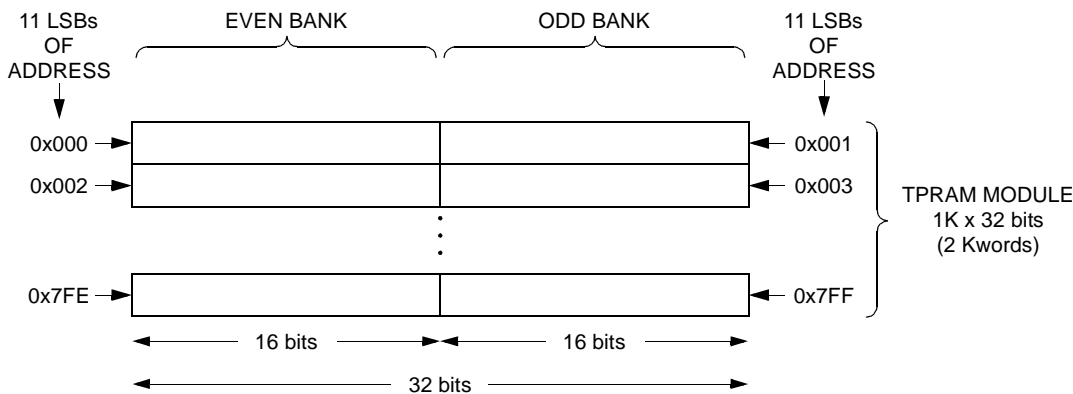 11 LSBs
OF
ADDRESS
EVEN BANK
ODD BANK
11 LSBs
OF
ADDRESS
0x000
0x001
0x002
0x003
TPRAM MODULE
1K x 32 bits
(2 Kwords)
0x7FE
0x7FF
16 bits
16 bits
32 bits